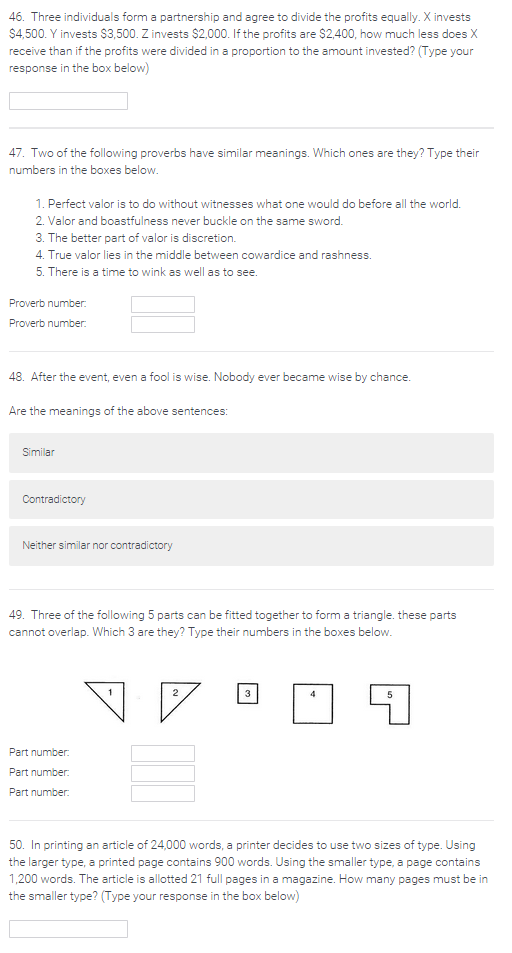 46. Three individuals form a partnership and agree to divide the profits equally. X invests
$4,500. Y invests $3,500. Z invests $2,000. If the profits are $2,400, how much less does X
receive than if the profits were divided in a proportion to the amount invested? (Type your
response in the box below)
47. Two of the following proverbs have similar meanings. Which ones are they? Type their
numbers in the boxes below.
1. Perfect valor is to do without witnesses what one would do before all the world.
2. Valor and boastfulness never buckle on the same sword.
3. The better part of valor is discretion.
4. True valor lies in the middle between cowardice and rashness.
5. There is a time to wink as well as to see.
Proverb number:
Proverb number:
48. After the event, even a fool is wise. Nobody ever became wise by chance.
Are the meanings of the above sentences:
Similar
Contradictory
Neither similar nor contradictory
49. Three of the following 5 parts can be fitted together to form a triangle. these parts
cannot overlap. Which 3 are they? Type their numbers in the boxes below.
1 2 3 4 5
Part number:
Part number:
Part number:
50. In printing an article of 24,000 words, a printer decides to use two sizes of type. Using
the larger type, a printed page contains 900 words. Using the smaller type, a page contains
1,200 words. The article is allotted 21 full pages in a magazine. How many pages must be in
the smaller type? (Type your response in the box below)